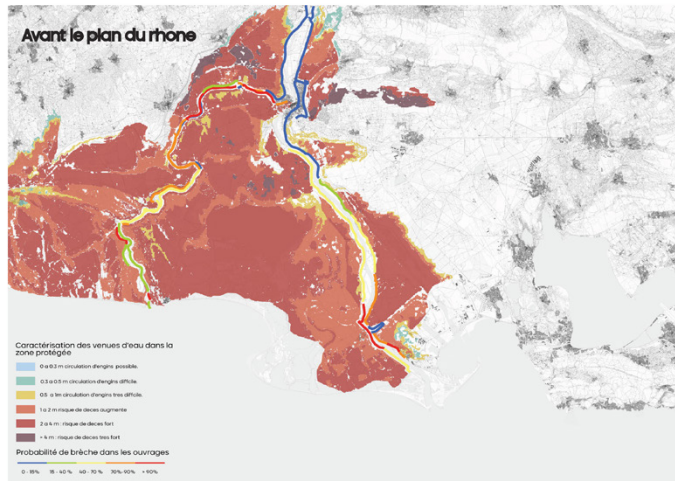 Avant le plan du rhone
Caractérisation des venues d'eau dans la
zone protégée
0 a 0.3 m circulation d'engins possible.
0.3 a 0.5 m circulation d'engins difficile.
0.5 a 1m circulation d'engins tres difficile.
1 a 2 m risque de deces augmente
2 a 4 m : risque de deces fort
+ 4 m : risque de deces tres fort
Probabilité de brèche dans les ouvrages
0 - 15% 15 - 40 % 40 - 70 % 70%-90% + 90%